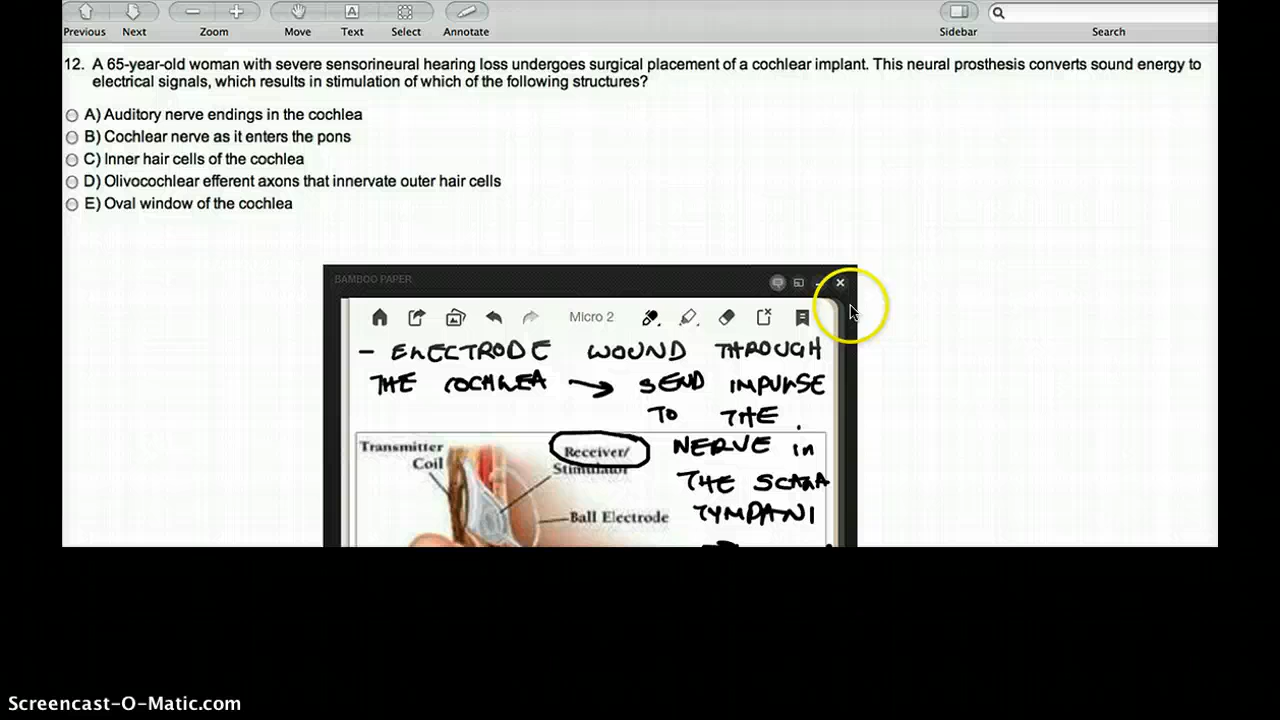 Previous Next Zoom Move Text Select Annotate Sidebar Search
12. A 65-year-old woman with severe sensorineural hearing loss undergoes surgical placement of a cochlear implant. This neural prosthesis converts sound energy to
electrical signals, which results in stimulation of which of the following structures?
A) Auditory nerve endings in the cochlea
B) Cochlear nerve as it enters the pons
C) Inner hair cells of the cochlea
D) Olivocochlear efferent axons that innervate outer hair cells
E) Oval window of the cochlea
BAMBOO PAPER
Micro 2
- ELECTRODE WOUND THROUGH
THE COCHLEA → SEND IMPULSE
TO THE
NERVE in
THE SCALA
TYMPANI
Transmitter
Coil
Receiver/
Stimulator
Ball Electrode
Screencast-O-Matic.com